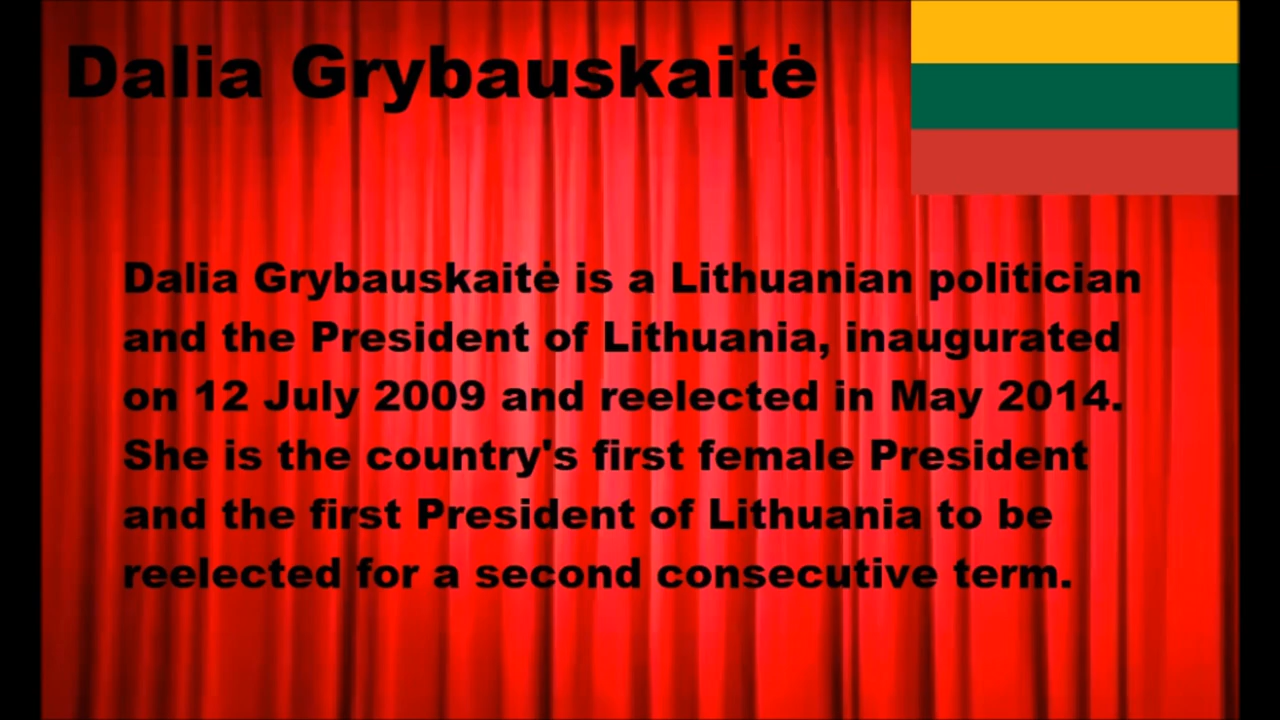 Dalia Grybauskaitė
Dalia Grybauskaitė is a Lithuanian politician
and the President of Lithuania, inaugurated
on 12 July 2009 and reelected in May 2014.
She is the country's first female President
and the first President of Lithuania to be
reelected for a second consecutive term.